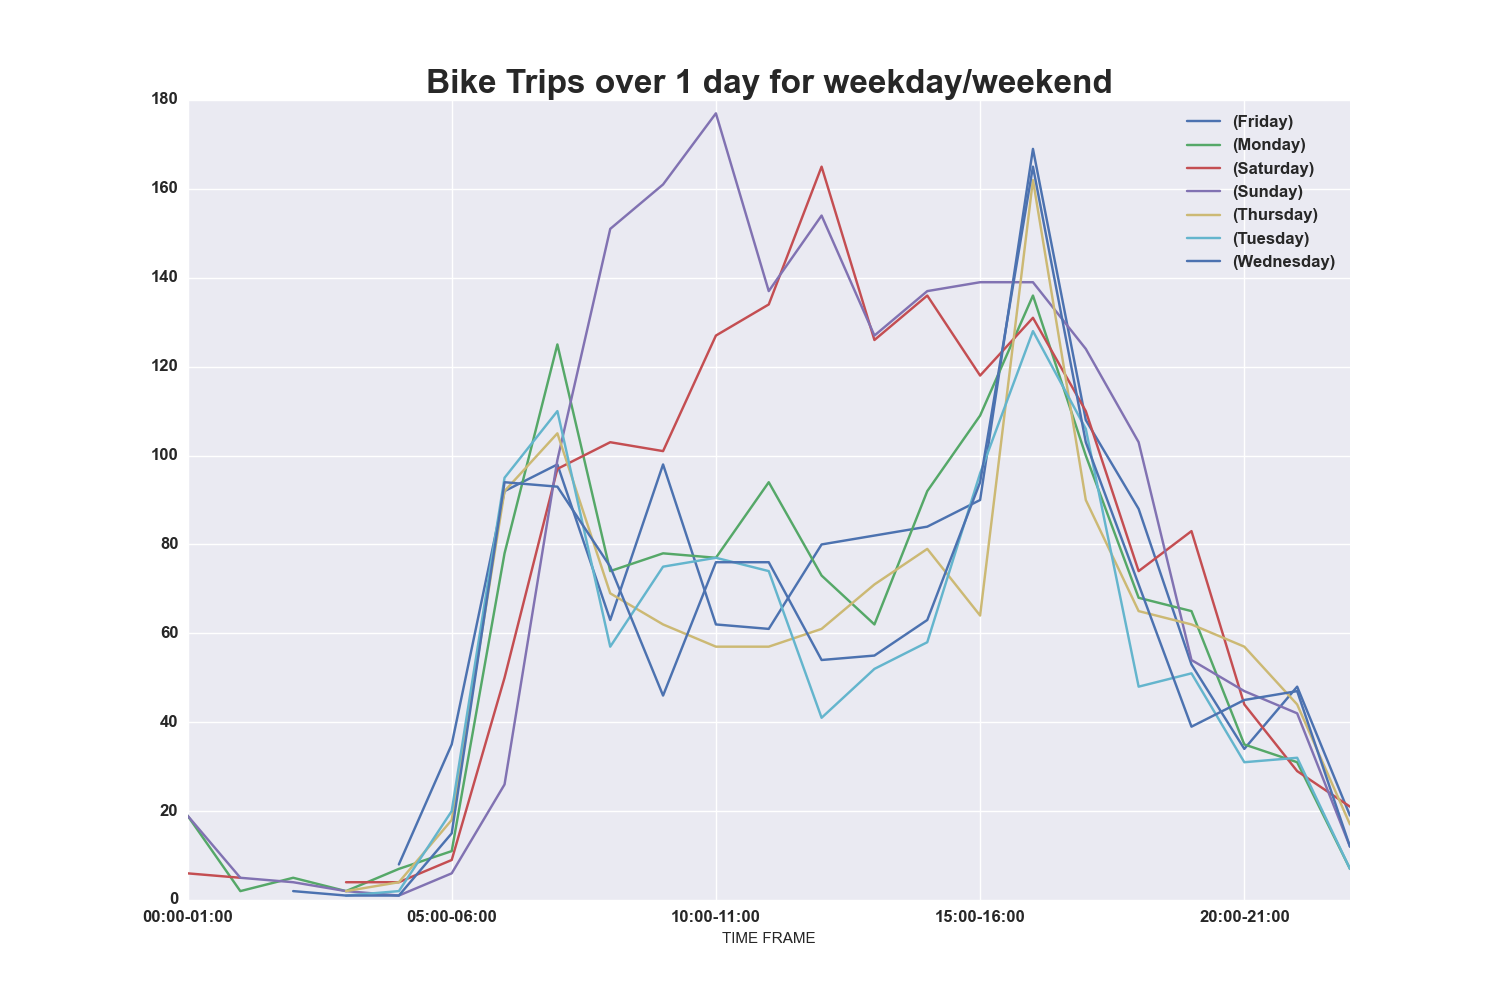 Bike Trips over 1 day for weekday/weekend
180
160
140
120
100
80
60
40
20
0
(Friday)
(Monday)
(Saturday)
(Sunday)
(Thursday)
(Tuesday)
(Wednesday)
00:00-01:00 05:00-06:00 10:00-11:00 15:00-16:00 20:00-21:00
TIME FRAME